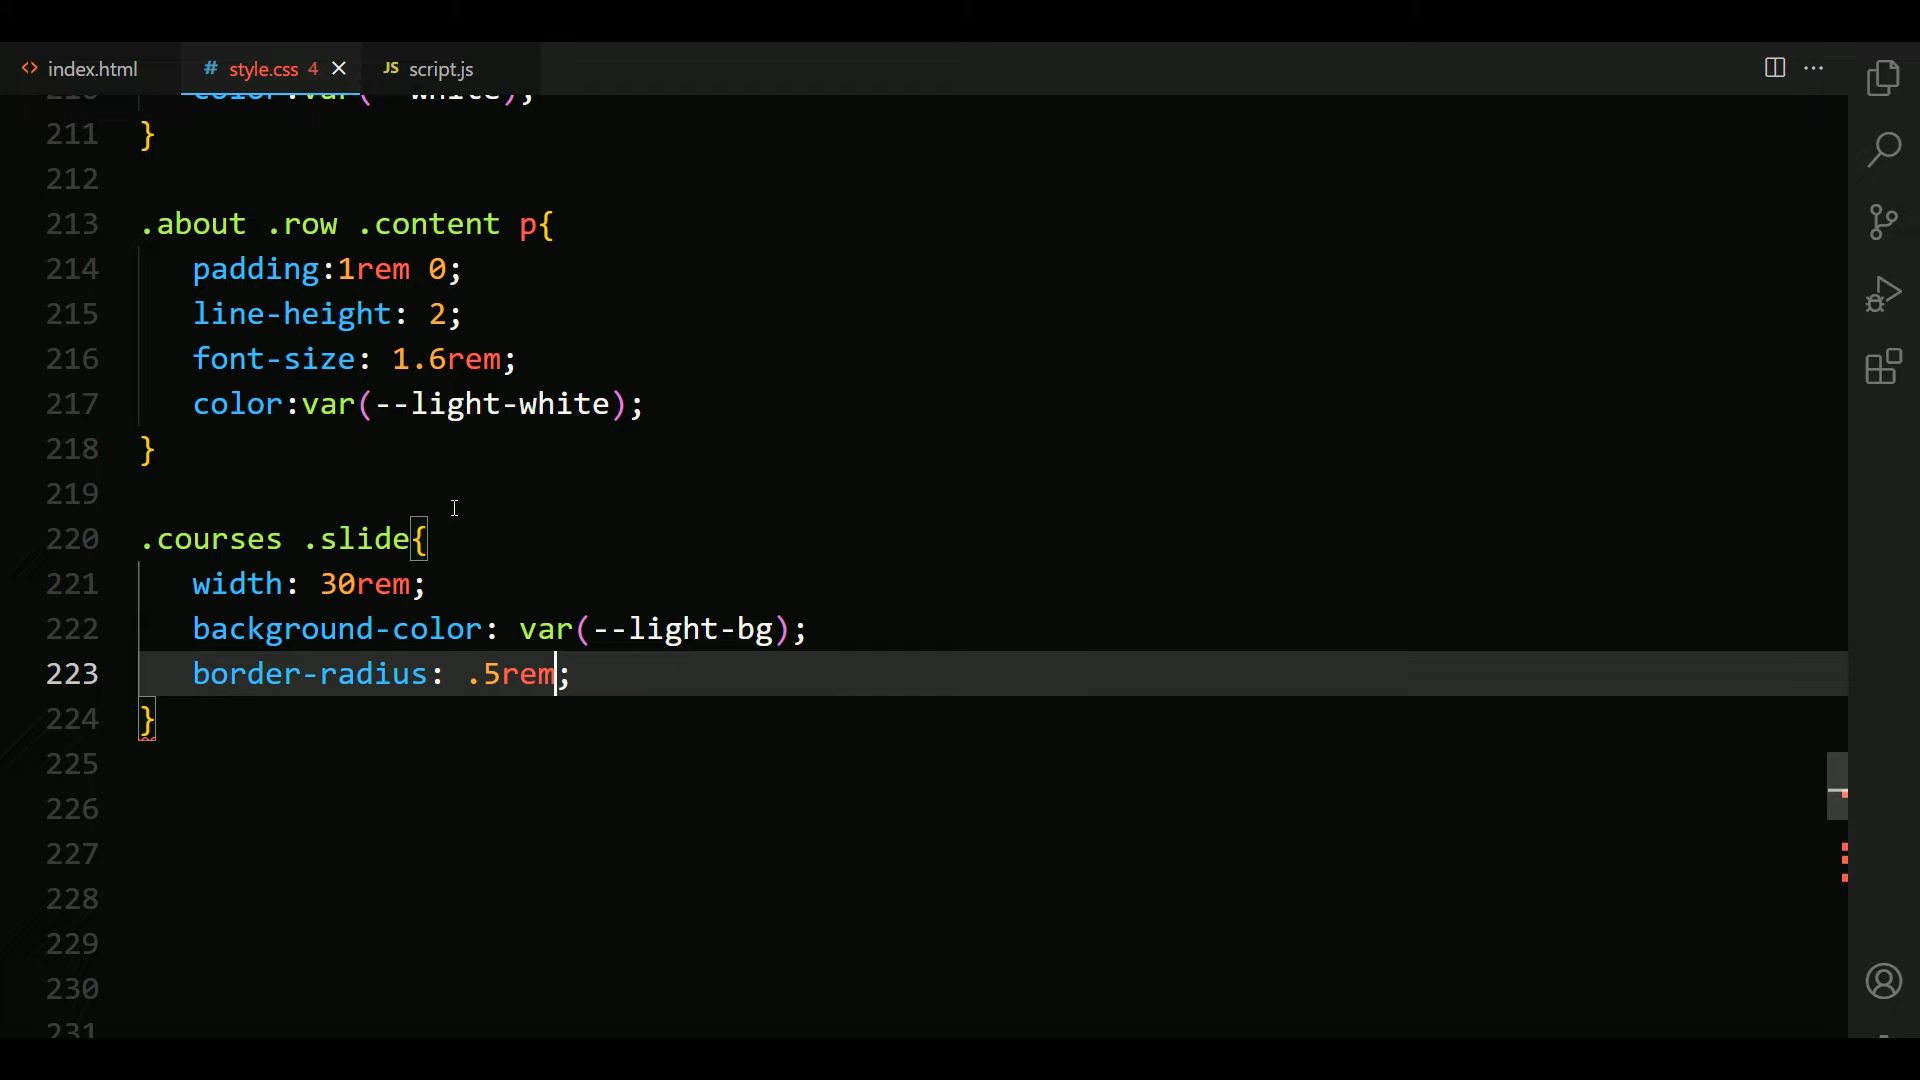 index.html
# style.css 4
JS script.js
211 }
212
213 .about .row .content p{
214 padding:1rem 0;
215 line-height: 2;
216 font-size: 1.6rem;
217 color:var(--light-white);
218 }
219
220 .courses .slide{
221 width: 30rem;
222 background-color: var(--light-bg);
223 border-radius: .5rem;
224 }
225
226
227
228
229
230
231